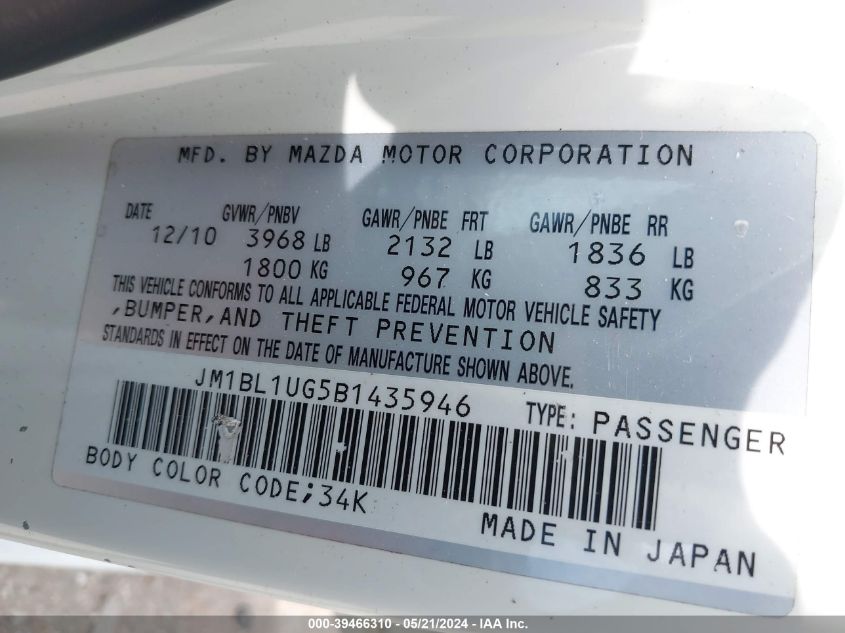 MFD. BY MAZDA MOTOR CORPORATION
DATE GVWR/PNBV GAWR/PNBE FRT GAWR/PNBE RR
12/10 3968 LB 2132 LB 1836 LB
1800 KG 967 KG 833 KG
THIS VEHICLE CONFORMS TO ALL APPLICABLE FEDERAL MOTOR VEHICLE SAFETY
,BUMPER,AND THEFT PREVENTION
STANDARDS IN EFFECT ON THE DATE OF MANUFACTURE SHOWN ABOVE.
JM1BL1UG5B1435946 TYPE: PASSENGER
BODY COLOR CODE;34K
MADE IN JAPAN
000-39466310 - 05/21/2024 - IAA Inc.